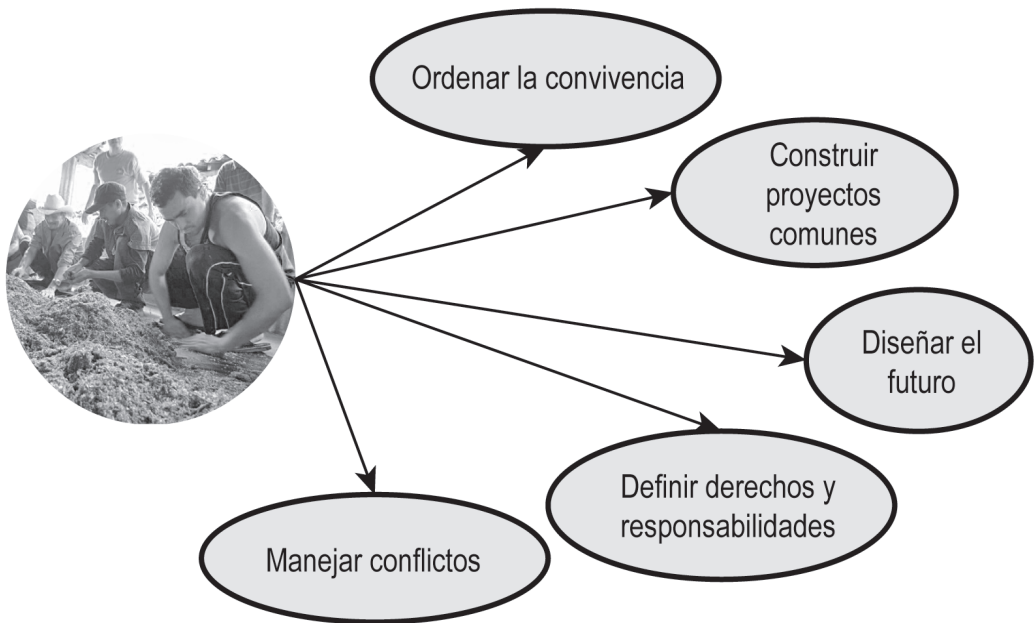 Ordenar la convivencia
Construir
proyectos
comunes
Diseñar el
futuro
Definir derechos y
responsabilidades
Manejar conflictos